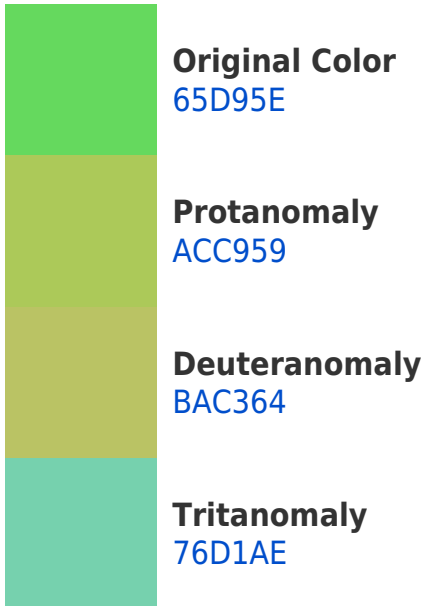 Original Color
65D95E
Protanomaly
ACC959
Deuteranomaly
BAC364
Tritanomaly
76D1AE